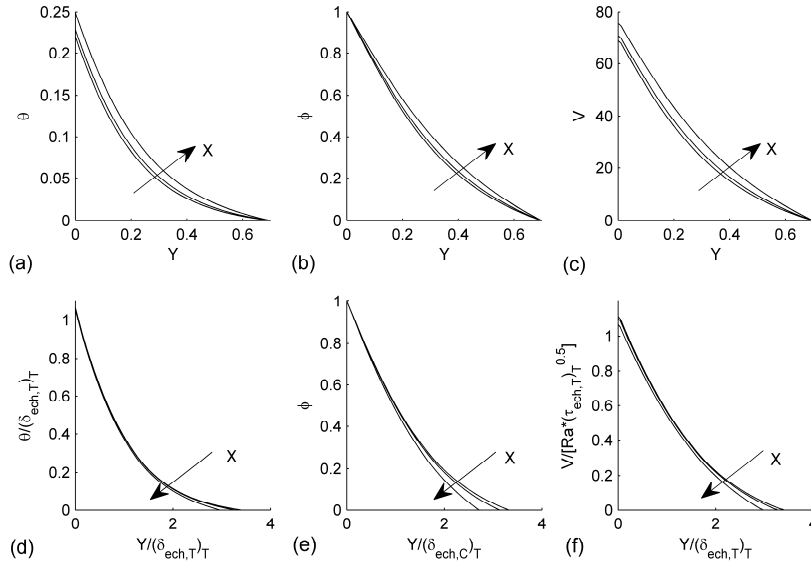 0.25
0.2
0.15
0.1
0.05
0
0 0.2 0.4 0.6
θ
Y
X
(a)
1
0.8
0.6
0.4
0.2
0
0 0.2 0.4 0.6
ϕ
Y
X
(b)
80
60
40
20
0
0 0.2 0.4 0.6
V
Y
X
(c)
1
0.8
0.6
0.4
0.2
0
0 2 4
θ/(δech,T)T
Y/(δech,T)T
X
(d)
1
0.8
0.6
0.4
0.2
0
0 2 4
ϕ
Y/(δech,C)T
X
(e)
1
0.8
0.6
0.4
0.2
0
0 2 4
V/[Ra*(τech,T)T^0.5]
Y/(δech,T)T
X
(f)